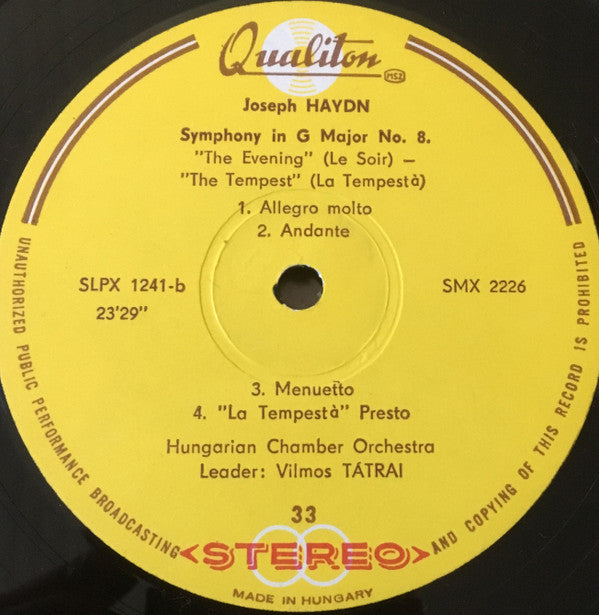 Qualiton
MSZ
Joseph HAYDN
Symphony in G Major No. 8.
"The Evening" (Le Soir) —
"The Tempest" (La Tempestà)
1. Allegro molto
2. Andante
SLPX 1241-b
23'29"
SMX 2226
3. Menuetto
4. "La Tempestà" Presto
Hungarian Chamber Orchestra
Leader: Vilmos TÁTRAI
33
<STEREO>
UNAUTHORIZED PUBLIC PERFORMANCE BROADCASTING AND COPYING OF THIS RECORD IS PROHIBITED
MADE IN HUNGARY